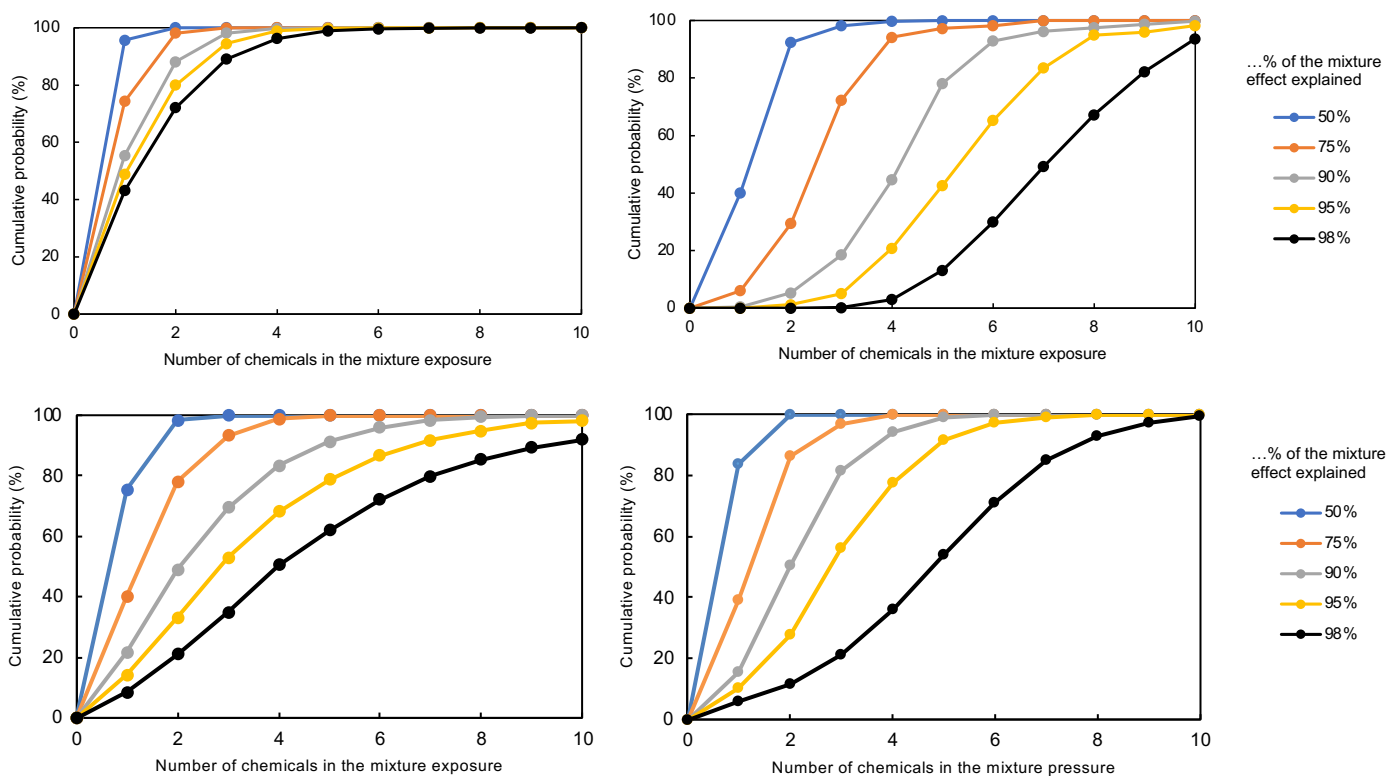 100
80
60
40
20
0
Cumulative probability (%)
0 2 4 6 8 10
Number of chemicals in the mixture exposure
100
80
60
40
20
0
Cumulative probability (%)
0 2 4 6 8 10
Number of chemicals in the mixture exposure
...% of the mixture
effect explained
50%
75%
90%
95%
98%
100
80
60
40
20
0
Cumulative probability (%)
0 2 4 6 8 10
Number of chemicals in the mixture exposure
100
80
60
40
20
0
Cumulative probability (%)
0 2 4 6 8 10
Number of chemicals in the mixture pressure
...% of the mixture
effect explained
50%
75%
90%
95%
98%